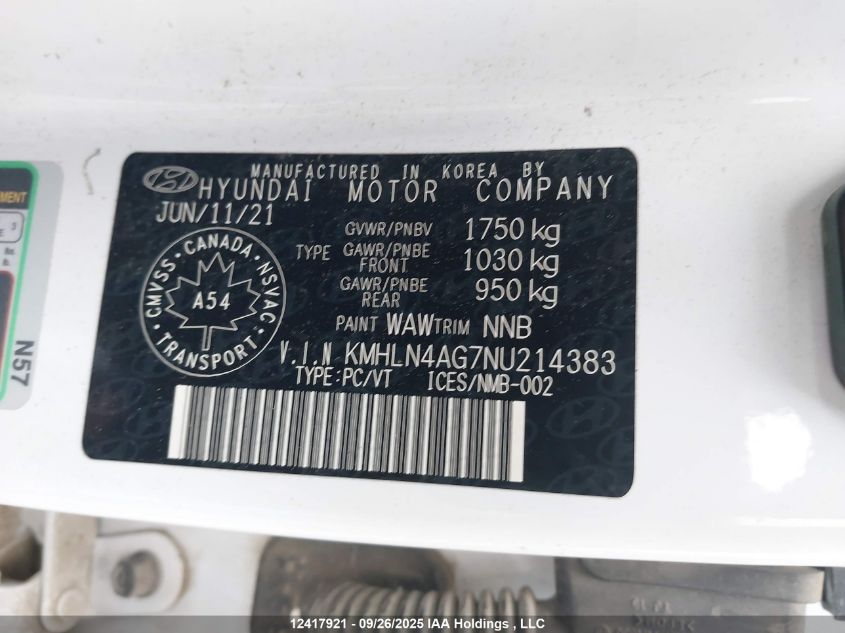 MANUFACTURED IN KOREA BY
HYUNDAI MOTOR COMPANY
JUN/11/21
GVWR/PNBV 1750 kg
TYPE GAWR/PNBE FRONT 1030 kg
GAWR/PNBE REAR 950 kg
CANADA
CMVSS NSVAC
A54
TRANSPORT
PAINT WAW TRIM NNB
V.I.N KMHLN4AG7NU214383
TYPE:PC/VT ICES/NMB-002
MENT
N57
12417921 - 09/26/2025 IAA Holdings, LLC